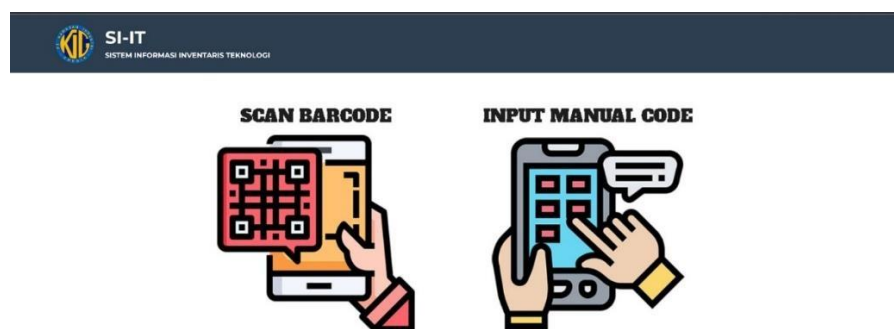 SI-IT
SISTEM INFORMASI INVENTARIS TEKNOLOGI
SCAN BARCODE
INPUT MANUAL CODE